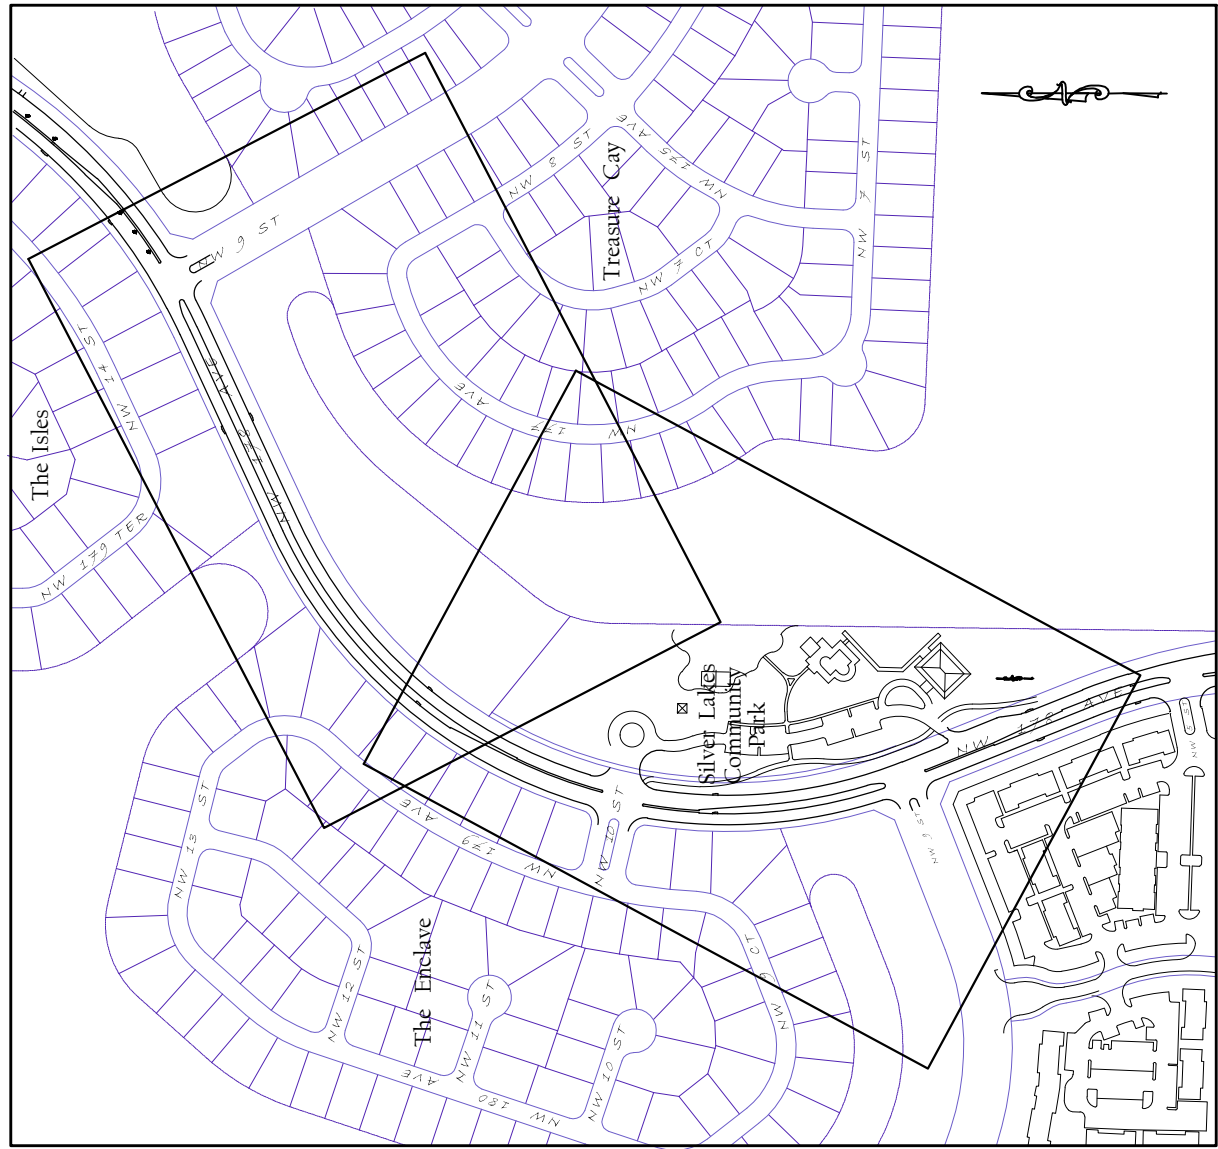 NW 9 ST
NW 8 ST
AVE
NW 175
Treasure Cay
NW 7 ST
NW 7 CT
NW 14 ST
The Isles
NW 179 TER
NW 178 AVE
NW 177 AVE
Silver Lakes
Community
Park
NW 178 AVE
NW 9 ST
NW 10 ST
NW 179 AVE
NW 13 ST
NW 12 ST
The Enclave
NW 11 ST
NW 10 ST
NW 180 AVE
NW 9 CT